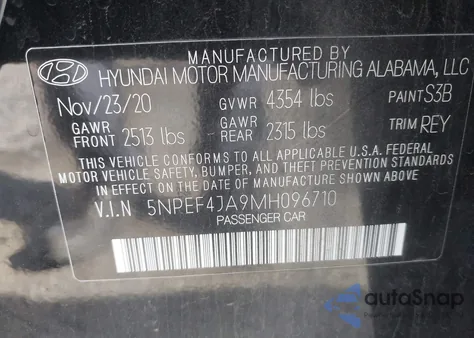 MANUFACTURED BY
HYUNDAI MOTOR MANUFACTURING ALABAMA, LLC
Nov/23/20 GVWR 4354 lbs PAINT S3B
GAWR FRONT 2513 lbs GAWR REAR 2315 lbs TRIM REY
THIS VEHICLE CONFORMS TO ALL APPLICABLE U.S.A. FEDERAL
MOTOR VEHICLE SAFETY, BUMPER, AND THEFT PREVENTION STANDARDS
IN EFFECT ON THE DATE OF MANUFACTURE SHOWN ABOVE.
V.I.N 5NPEF4JA9MH096710
PASSENGER CAR
autoSnap